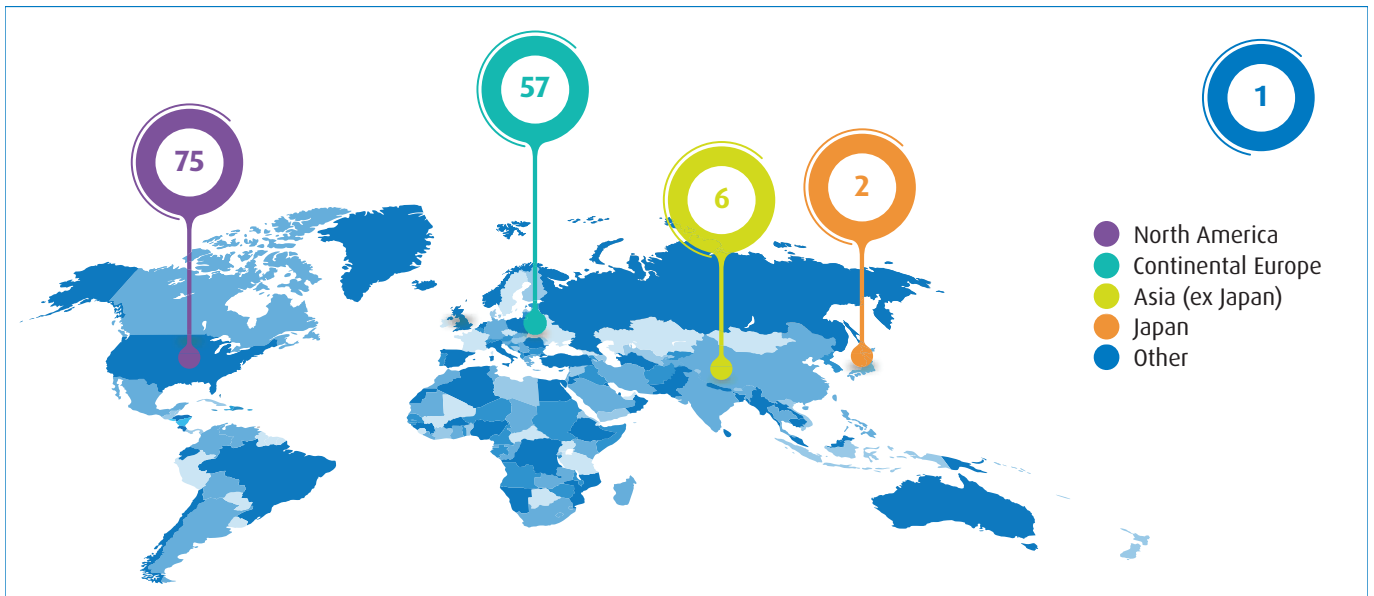 57
1
75
6
2
North America
Continental Europe
Asia (ex Japan)
Japan
Other